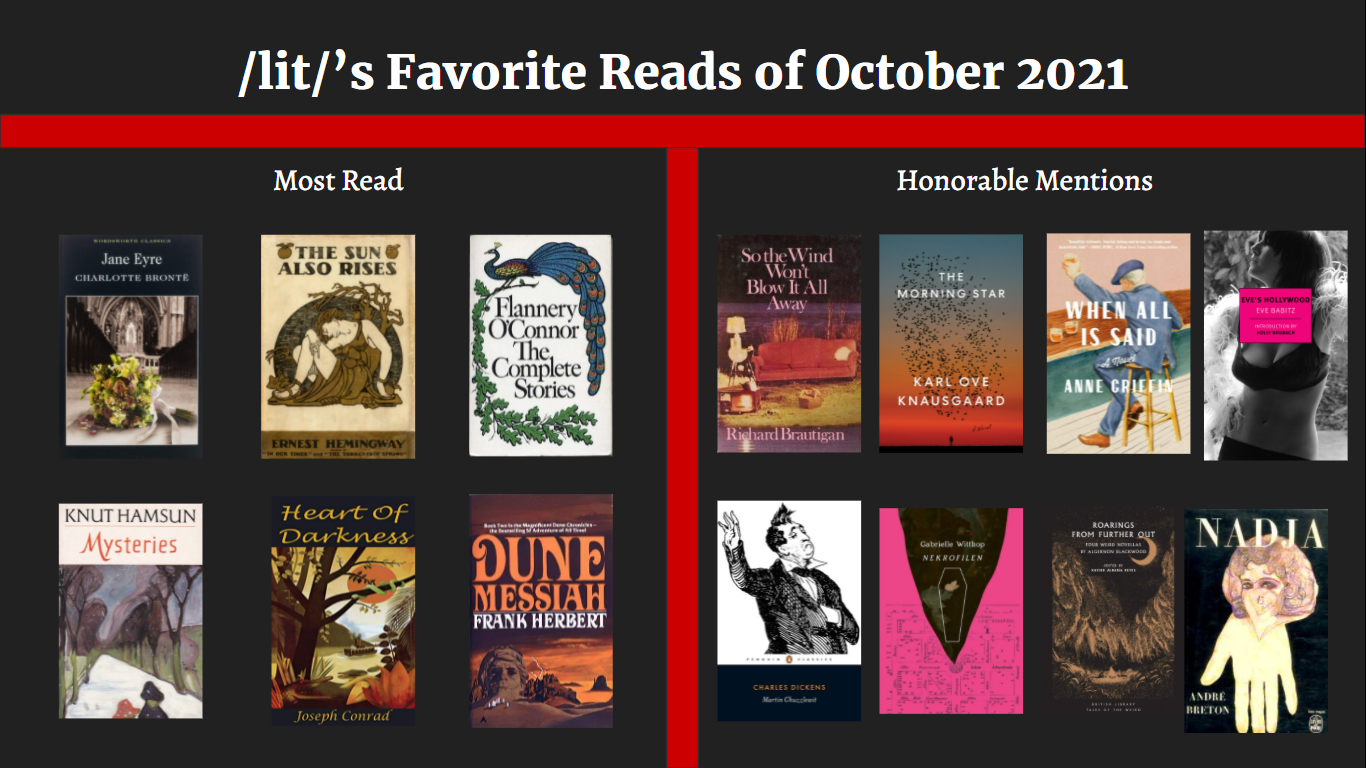 /lit/’s Favorite Reads of October 2021
Most Read
WORDSWORTH CLASSICS
Jane Eyre
CHARLOTTE BRONTË
THE SUN
ALSO RISES
ERNEST HEMINGWAY
Flannery
O'Connor
The
Complete
Stories
KNUT HAMSUN
Mysteries
Heart Of
Darkness
Joseph Conrad
Book Two in the Magnificent Dune Chronicles—
the Bestselling SF Adventure of All Time!
DUNE
MESSIAH
FRANK HERBERT
Honorable Mentions
So the Wind
Won't
Blow It All
Away
Richard Brautigan
THE
MORNING STAR
KARL OVE
KNAUSGAARD
A Novel
WHEN ALL
IS SAID
A Novel
ANNE GRIFFIN
EVE'S HOLLYWOOD
EVE BABITZ
INTRODUCTION BY
HOLLY BRUBACH
PENGUIN CLASSICS
CHARLES DICKENS
Martin Chuzzlewit
Gabrielle Wittkop
NEKROFILEN
ROARINGS
FROM FURTHER OUT
FOUR WEIRD NOVELLAS
BY ALGERNON BLACKWOOD
EDITED BY
XAVIER ALDANA REYES
BRITISH LIBRARY
TALES OF THE WEIRD
NADJA
ANDRÉ
BRETON